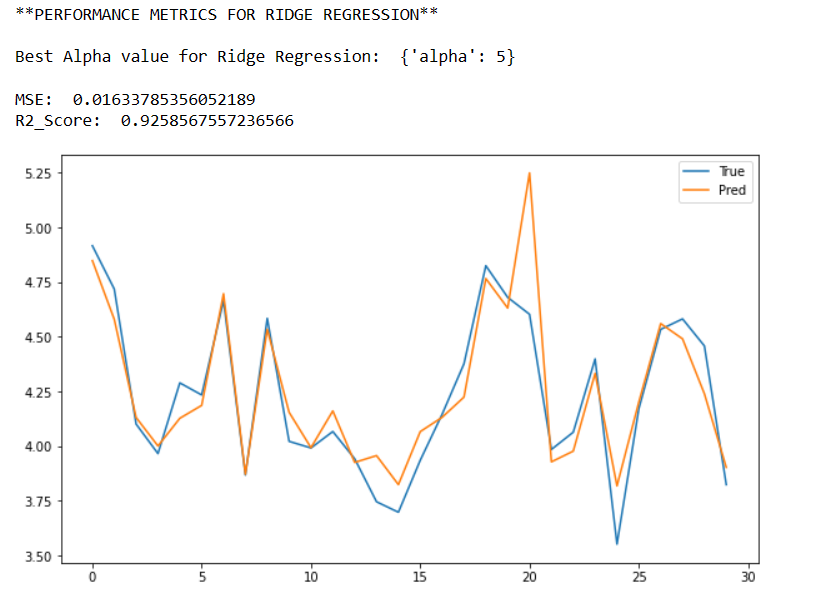 **PERFORMANCE METRICS FOR RIDGE REGRESSION**
Best Alpha value for Ridge Regression:  {'alpha': 5}
MSE:  0.01633785356052189
R2_Score:  0.9258567557236566
True
Pred
5.25
5.00
4.75
4.50
4.25
4.00
3.75
3.50
0 5 10 15 20 25 30